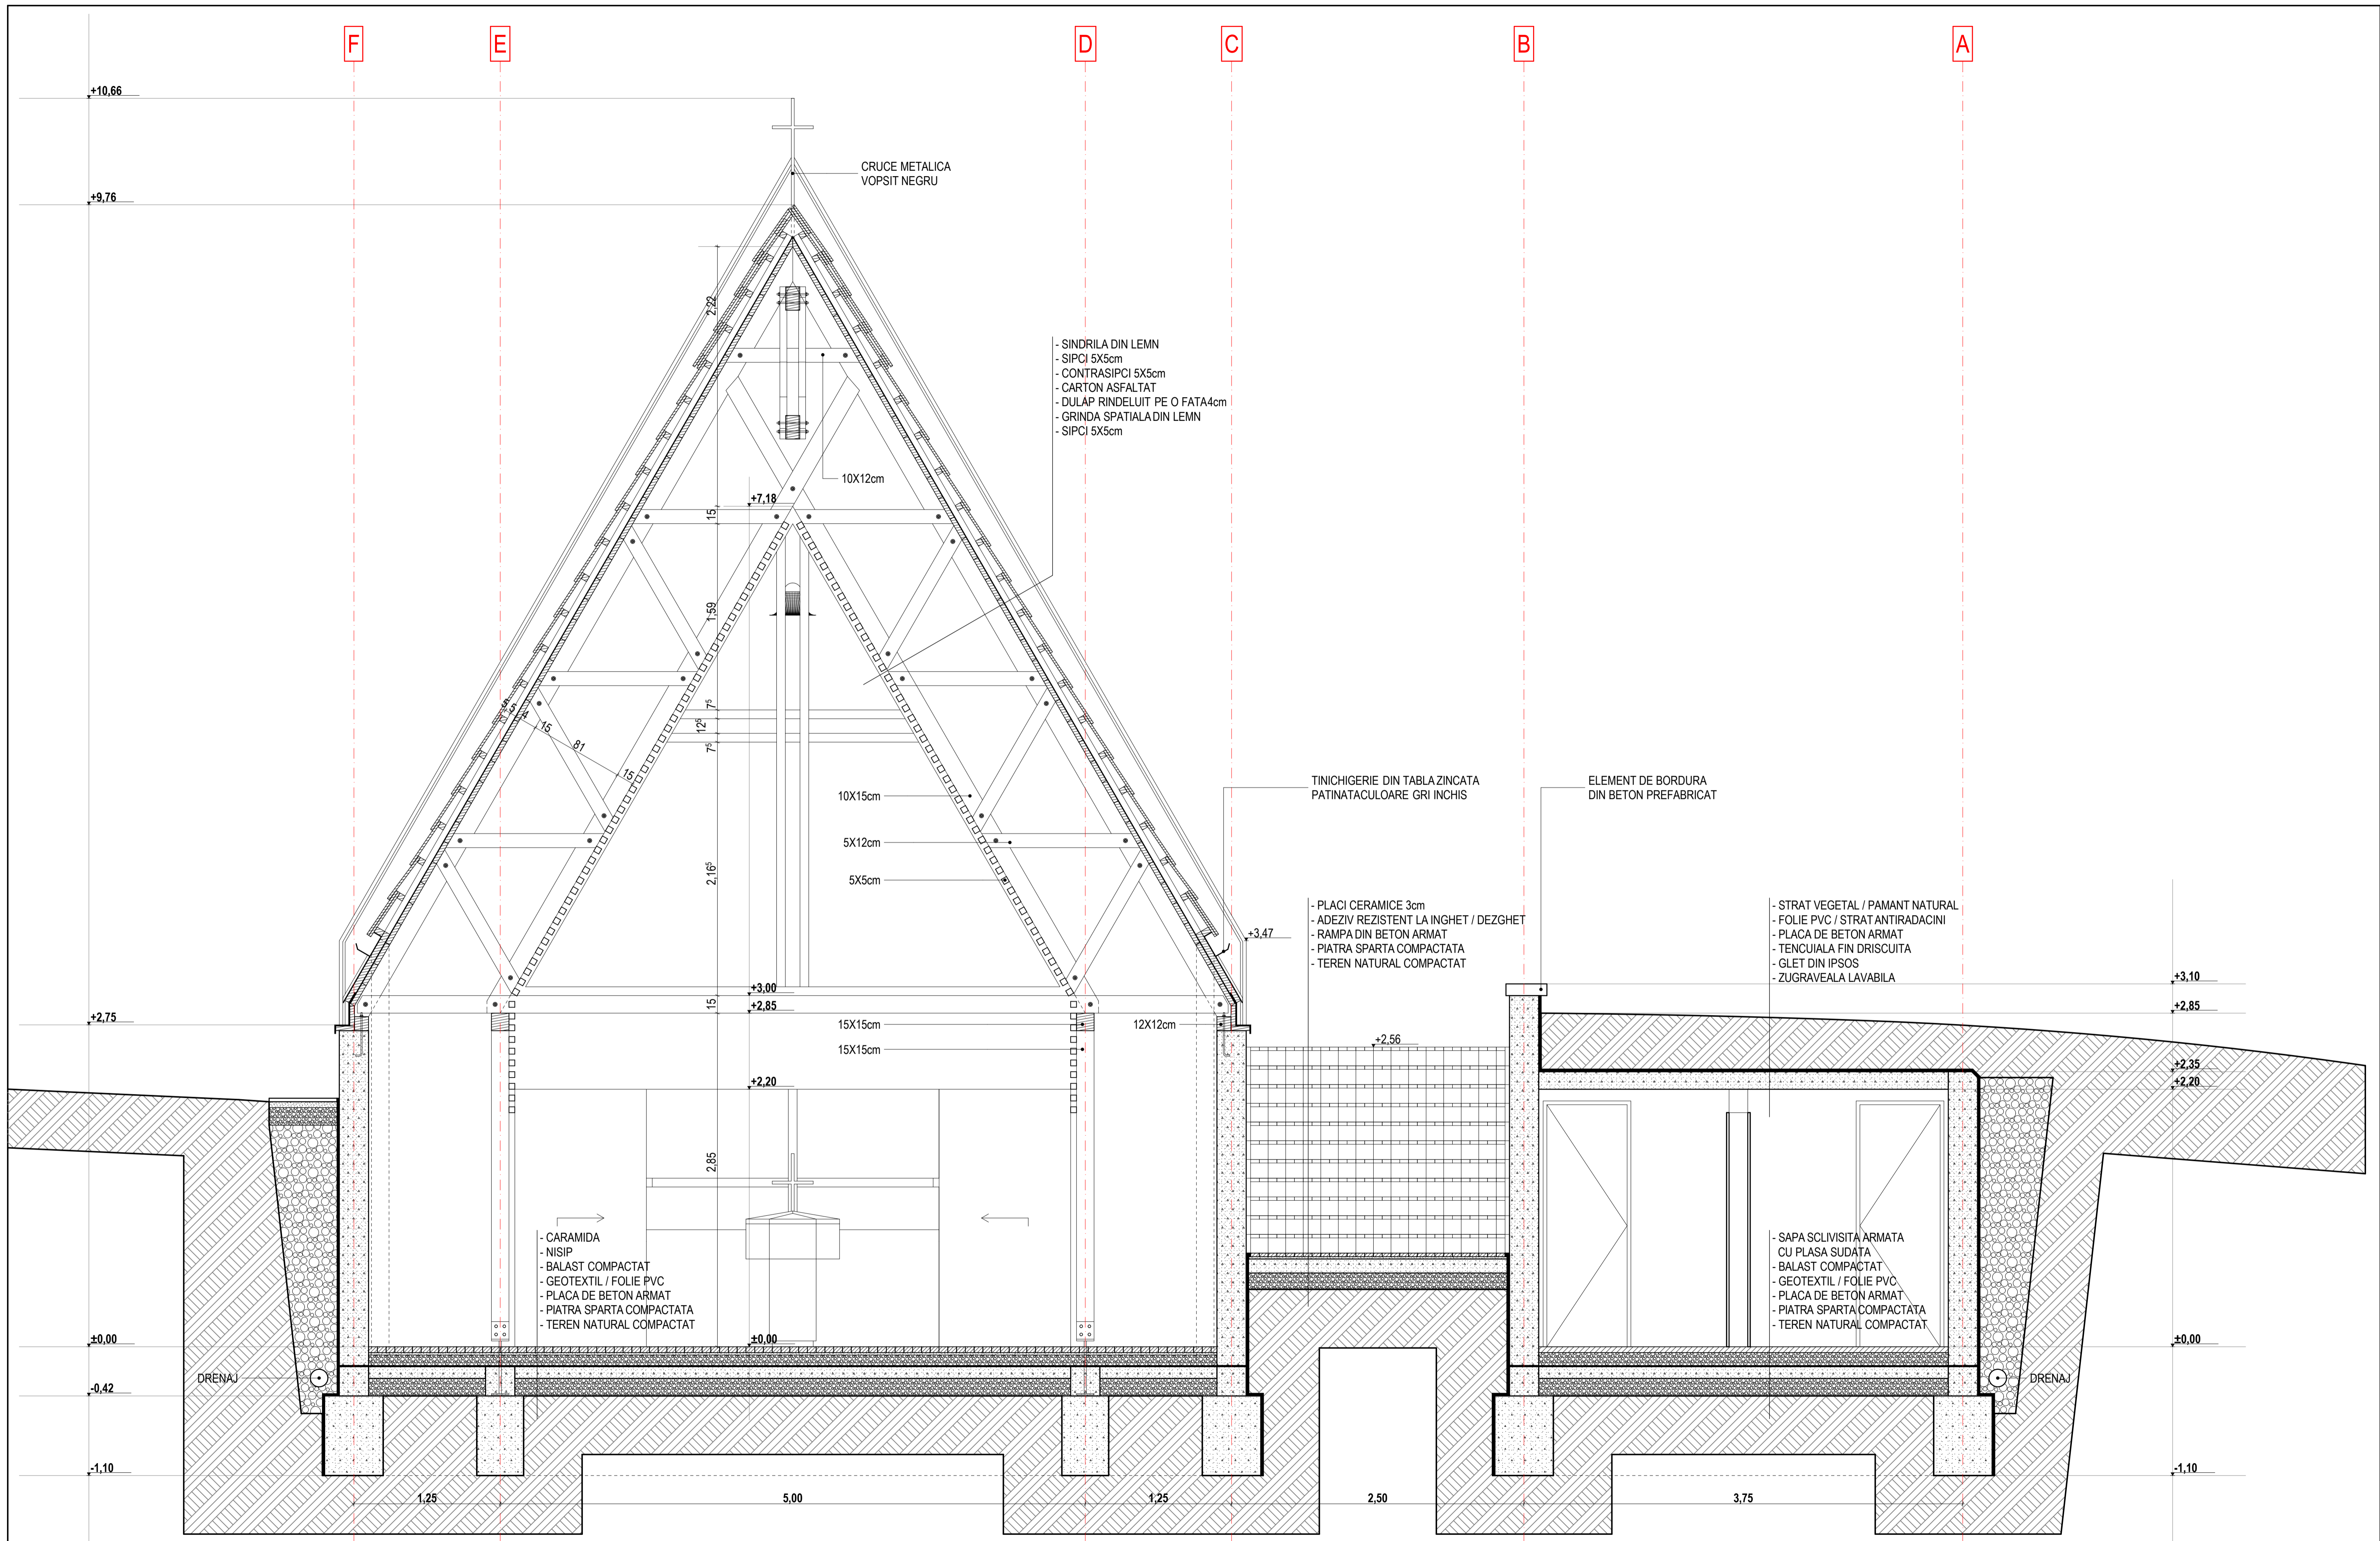 F
E
D
C
B
A
+10,66
CRUCE METALICA
VOPSIT NEGRU
+9,76
2,22
- SINDRILA DIN LEMN
- SIPCI 5X5cm
- CONTRASIPCI 5X5cm
- CARTON ASFALTAT
- DULAP RINDELUIT PE O FATA4cm
- GRINDA SPATIALA DIN LEMN
- SIPCI 5X5cm
10X12cm
+7,18
15
1,59
5
5
4
15
81
15
7⁵
12⁵
7⁵
10X15cm
5X12cm
5X5cm
2,16⁵
TINICHIGERIE DIN TABLA ZINCATA
PATINATACULOARE GRI INCHIS
ELEMENT DE BORDURA
DIN BETON PREFABRICAT
- PLACI CERAMICE 3cm
- ADEZIV REZISTENT LA INGHET / DEZGHET
- RAMPA DIN BETON ARMAT
- PIATRA SPARTA COMPACTATA
- TEREN NATURAL COMPACTAT
- STRAT VEGETAL / PAMANT NATURAL
- FOLIE PVC / STRAT ANTIRADACINI
- PLACA DE BETON ARMAT
- TENCUIALA FIN DRISCUITA
- GLET DIN IPSOS
- ZUGRAVEALA LAVABILA
+3,47
+3,10
+3,00
15
+2,85
+2,85
+2,75
15X15cm
12X12cm
15X15cm
+2,56
+2,35
+2,20
+2,20
2,85
- CARAMIDA
- NISIP
- BALAST COMPACTAT
- GEOTEXTIL / FOLIE PVC
- PLACA DE BETON ARMAT
- PIATRA SPARTA COMPACTATA
- TEREN NATURAL COMPACTAT
- SAPA SCLIVISITA ARMATA
CU PLASA SUDATA
- BALAST COMPACTAT
- GEOTEXTIL / FOLIE PVC
- PLACA DE BETON ARMAT
- PIATRA SPARTA COMPACTATA
- TEREN NATURAL COMPACTAT
±0,00
±0,00
±0,00
DRENAJ
DRENAJ
-0,42
-1,10
-1,10
1,25
5,00
1,25
2,50
3,75